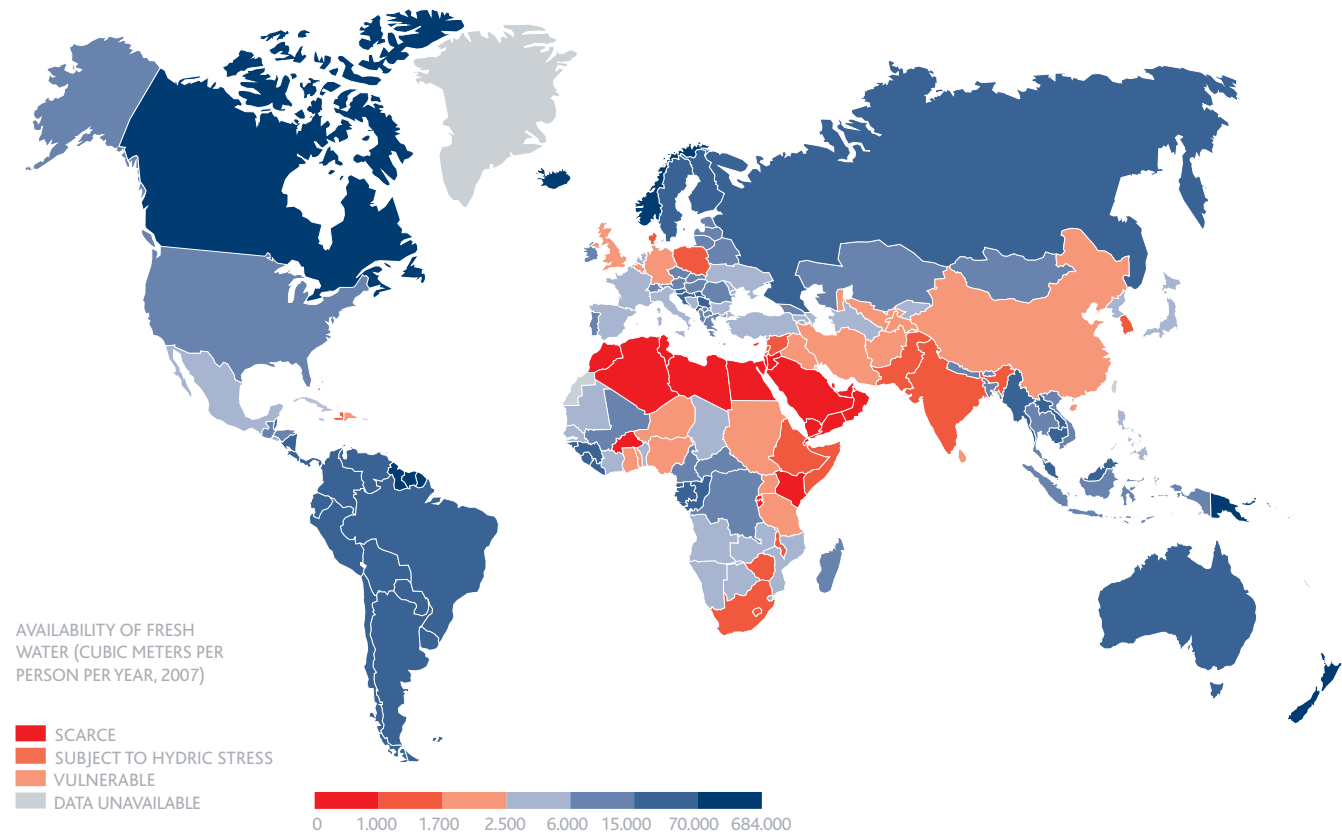 AVAILABILITY OF FRESH
WATER (CUBIC METERS PER
PERSON PER YEAR, 2007)
SCARCE
SUBJECT TO HYDRIC STRESS
VULNERABLE
DATA UNAVAILABLE
0 1.000 1.700 2.500 6.000 15.000 70.000 684.000